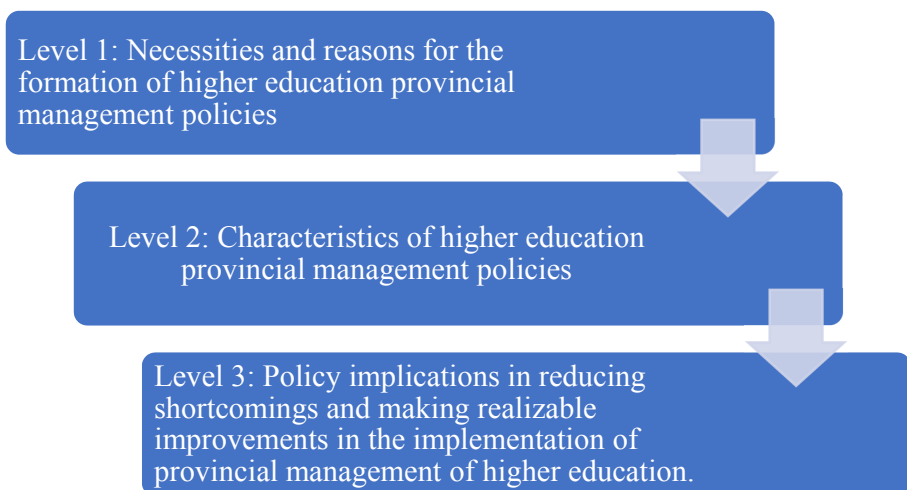 Level 1: Necessities and reasons for the
formation of higher education provincial
management policies
Level 2: Characteristics of higher education
provincial management policies
Level 3: Policy implications in reducing
shortcomings and making realizable
improvements in the implementation of
provincial management of higher education.